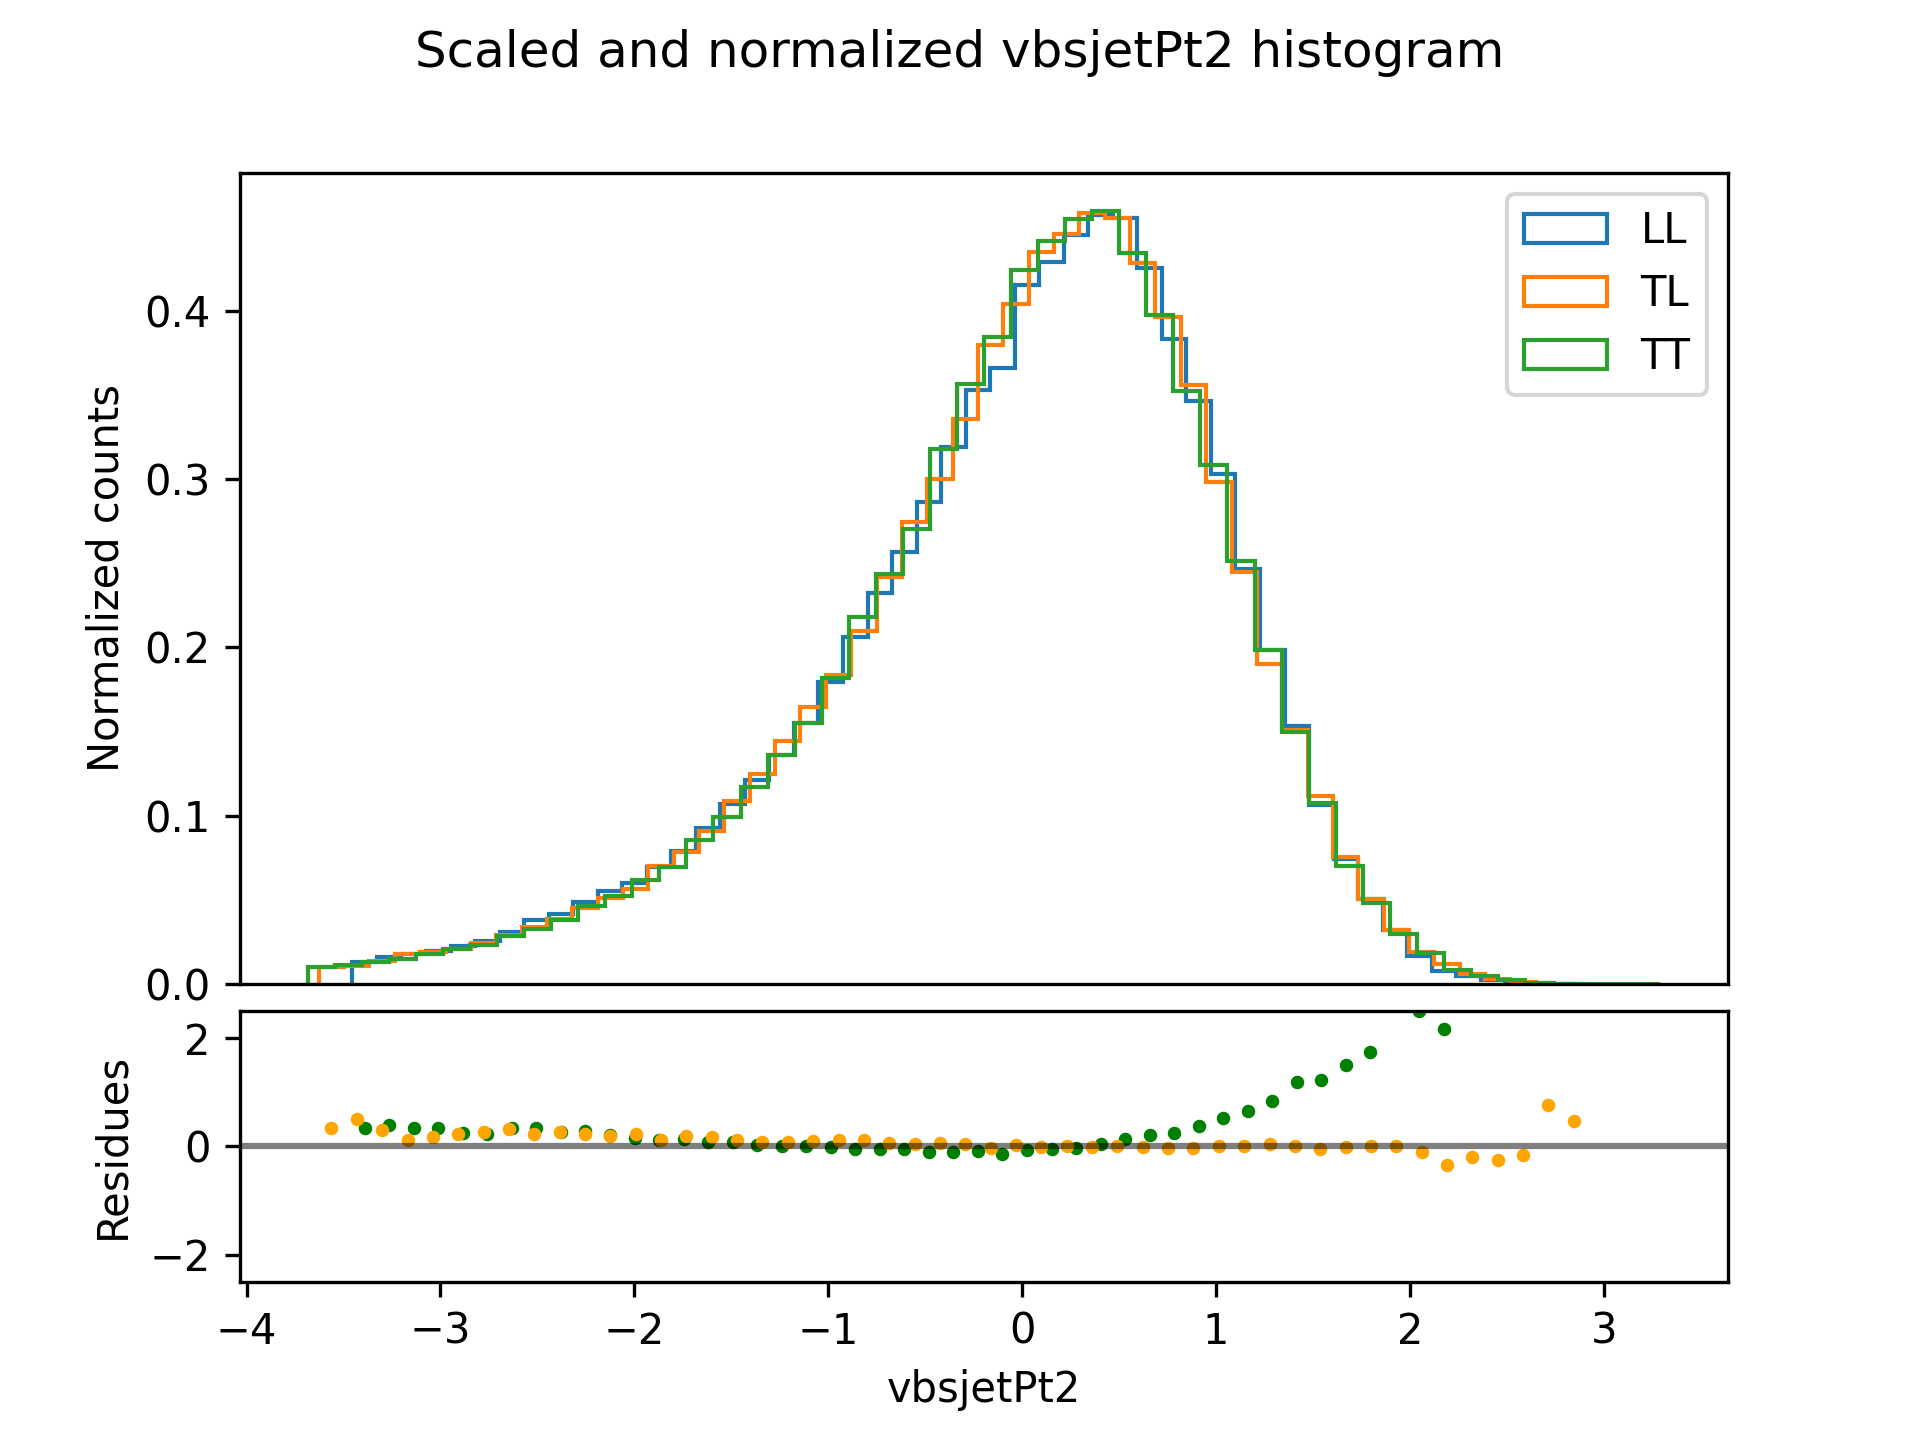 Scaled and normalized vbsjetPt2 histogram
LL
TL
TT
Normalized counts
0.4
0.3
0.2
0.1
0.0
Residues
2
0
−2
−4
−3
−2
−1
0
1
2
3
vbsjetPt2